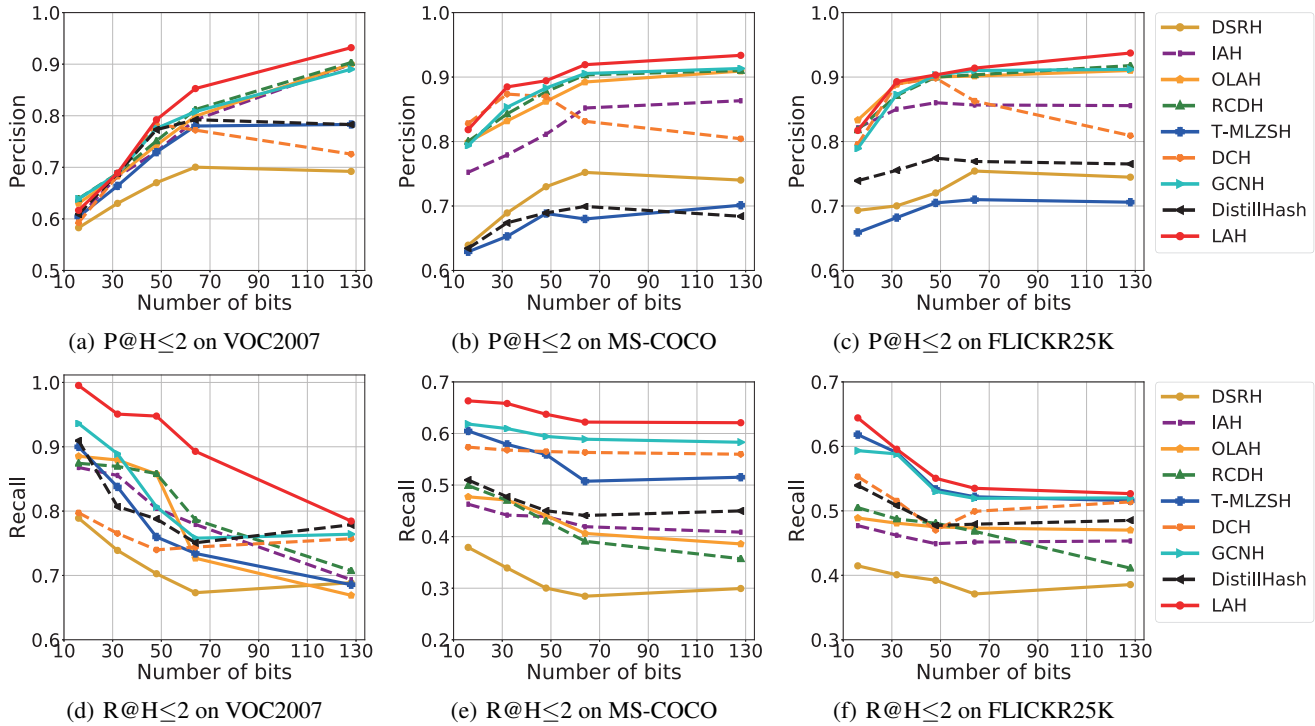 1.0
0.9
0.8
0.7
0.6
0.5
Percision
10 30 50 70 90 110 130
Number of bits
(a) P@H≤2 on VOC2007
1.0
0.9
0.8
0.7
0.6
Percision
10 30 50 70 90 110 130
Number of bits
(b) P@H≤2 on MS-COCO
1.0
0.9
0.8
0.7
0.6
Percision
10 30 50 70 90 110 130
Number of bits
(c) P@H≤2 on FLICKR25K
DSRH
IAH
OLAH
RCDH
T-MLZSH
DCH
GCNH
DistillHash
LAH
1.0
0.9
0.8
0.7
0.6
Recall
10 30 50 70 90 110 130
Number of bits
(d) R@H≤2 on VOC2007
0.7
0.6
0.5
0.4
0.3
0.2
Recall
10 30 50 70 90 110 130
Number of bits
(e) R@H≤2 on MS-COCO
0.7
0.6
0.5
0.4
0.3
Recall
10 30 50 70 90 110 130
Number of bits
(f) R@H≤2 on FLICKR25K
DSRH
IAH
OLAH
RCDH
T-MLZSH
DCH
GCNH
DistillHash
LAH